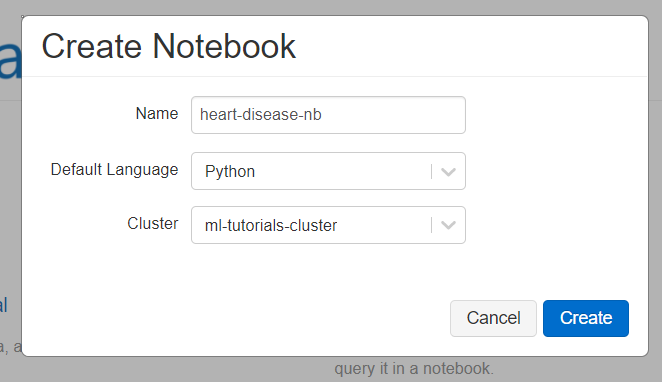 Create Notebook
Name heart-disease-nb
Default Language Python
Cluster ml-tutorials-cluster
Cancel Create
query it in a notebook.